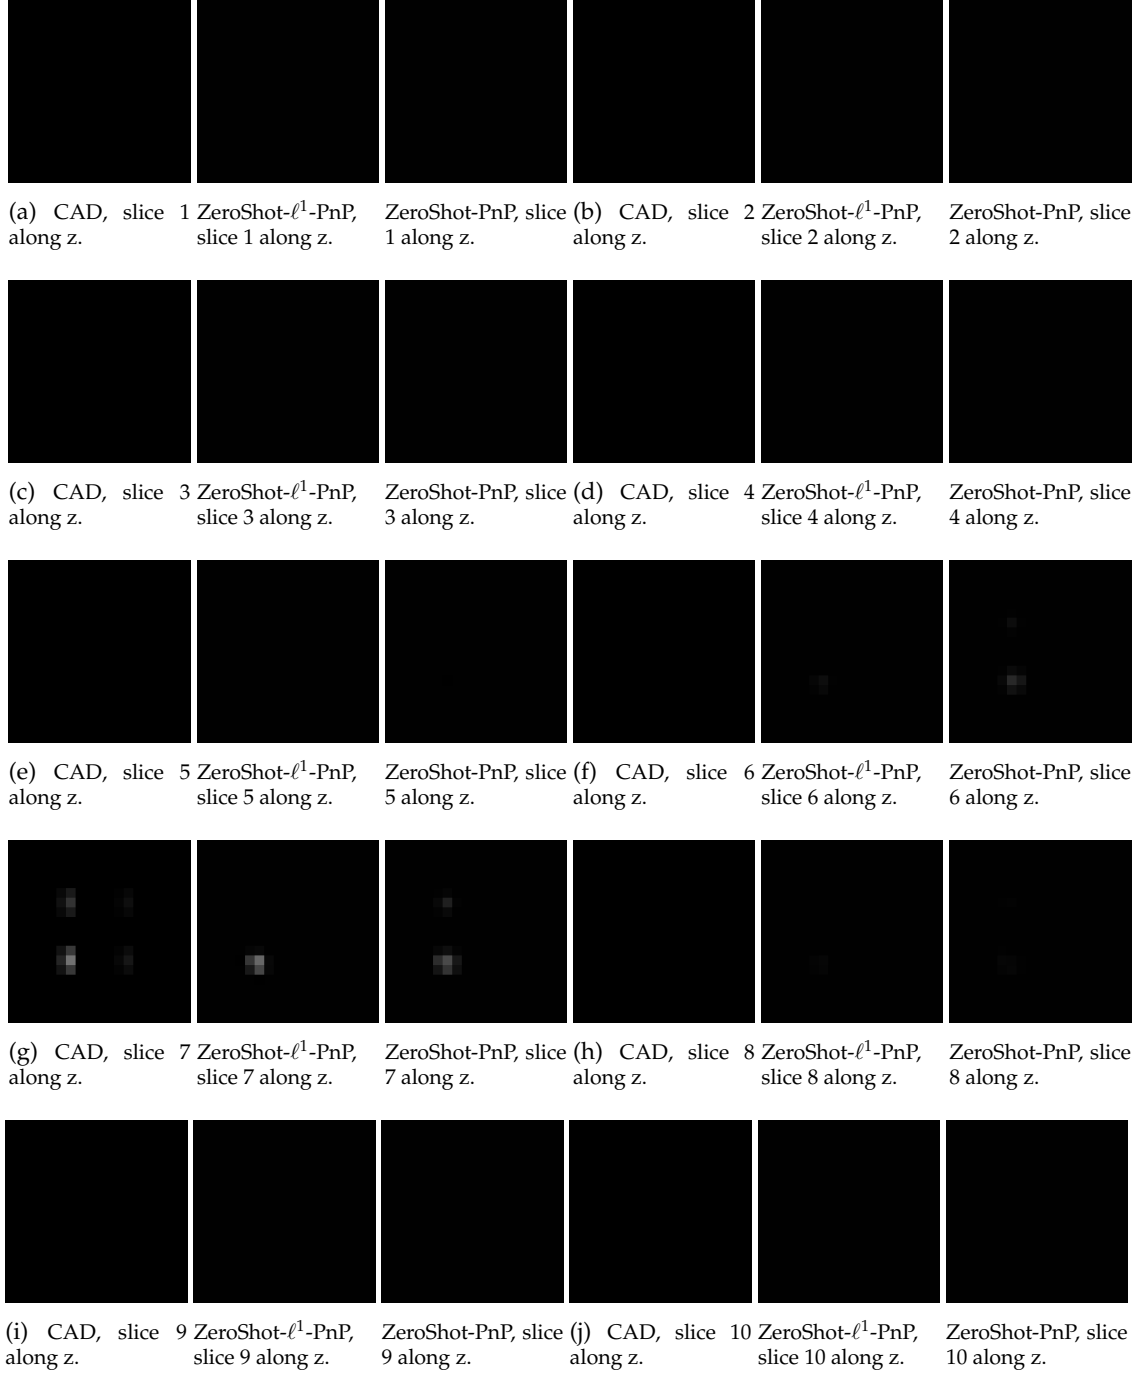 (a) CAD, slice 1 along z.
ZeroShot-ℓ¹-PnP, slice 1 along z.
ZeroShot-PnP, slice 1 along z.
(b) CAD, slice 2 along z.
ZeroShot-ℓ¹-PnP, slice 2 along z.
ZeroShot-PnP, slice 2 along z.
(c) CAD, slice 3 along z.
ZeroShot-ℓ¹-PnP, slice 3 along z.
ZeroShot-PnP, slice 3 along z.
(d) CAD, slice 4 along z.
ZeroShot-ℓ¹-PnP, slice 4 along z.
ZeroShot-PnP, slice 4 along z.
(e) CAD, slice 5 along z.
ZeroShot-ℓ¹-PnP, slice 5 along z.
ZeroShot-PnP, slice 5 along z.
(f) CAD, slice 6 along z.
ZeroShot-ℓ¹-PnP, slice 6 along z.
ZeroShot-PnP, slice 6 along z.
(g) CAD, slice 7 along z.
ZeroShot-ℓ¹-PnP, slice 7 along z.
ZeroShot-PnP, slice 7 along z.
(h) CAD, slice 8 along z.
ZeroShot-ℓ¹-PnP, slice 8 along z.
ZeroShot-PnP, slice 8 along z.
(i) CAD, slice 9 along z.
ZeroShot-ℓ¹-PnP, slice 9 along z.
ZeroShot-PnP, slice 9 along z.
(j) CAD, slice 10 along z.
ZeroShot-ℓ¹-PnP, slice 10 along z.
ZeroShot-PnP, slice 10 along z.